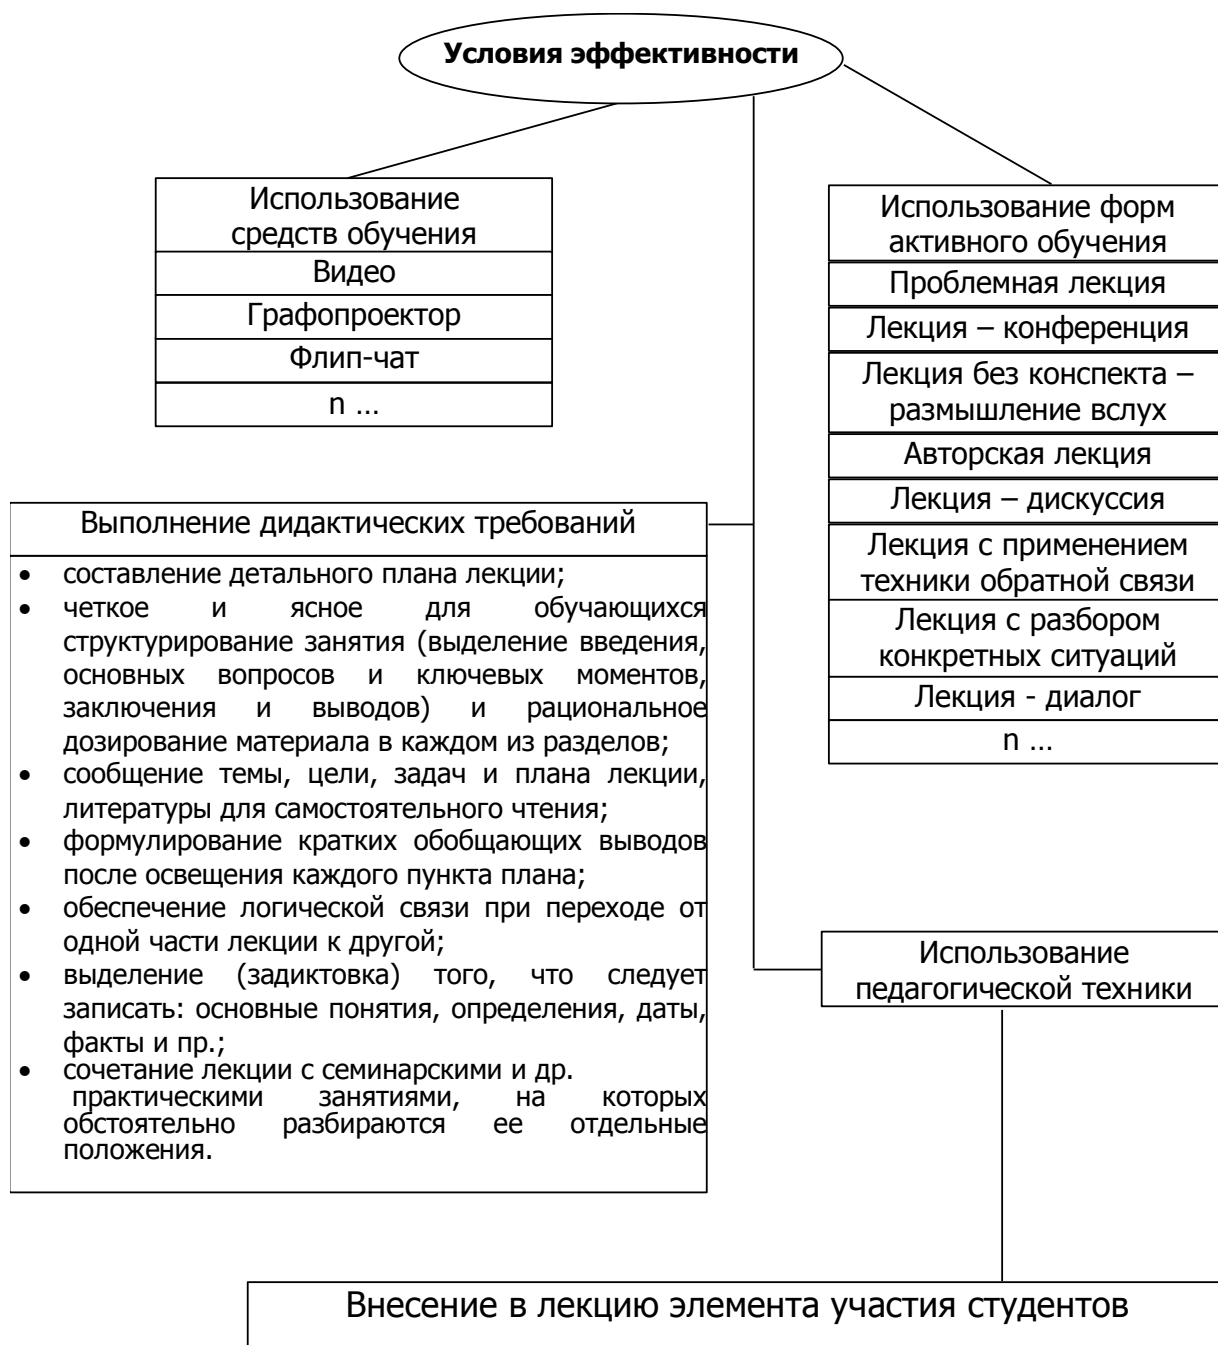 Условия эффективности
Использование
средств обучения
Видео
Графопроектор
Флип-чат
n ...
Использование форм
активного обучения
Проблемная лекция
Лекция – конференция
Лекция без конспекта –
размышление вслух
Авторская лекция
Лекция – дискуссия
Лекция с применением
техники обратной связи
Лекция с разбором
конкретных ситуаций
Лекция - диалог
n ...
Выполнение дидактических требований
• составление детального плана лекции;
• четкое и ясное для обучающихся
структурирование занятия (выделение введения,
основных вопросов и ключевых моментов,
заключения и выводов) и рациональное
дозирование материала в каждом из разделов;
• сообщение темы, цели, задач и плана лекции,
литературы для самостоятельного чтения;
• формулирование кратких обобщающих выводов
после освещения каждого пункта плана;
• обеспечение логической связи при переходе от
одной части лекции к другой;
• выделение (задиктовка) того, что следует
записать: основные понятия, определения, даты,
факты и пр.;
• сочетание лекции с семинарскими и др.
практическими занятиями, на которых
обстоятельно разбираются ее отдельные
положения.
Использование
педагогической техники
Внесение в лекцию элемента участия студентов